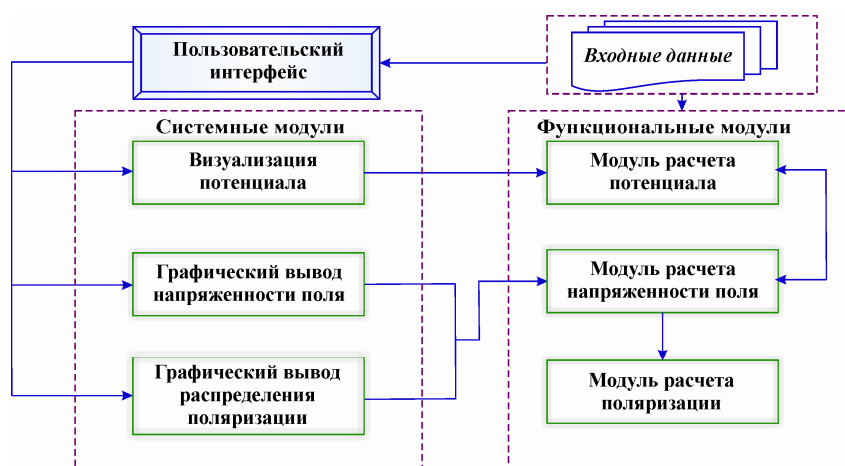 Пользовательский
интерфейс
Входные данные
Системные модули
Функциональные модули
Визуализация
потенциала
Модуль расчета
потенциала
Графический вывод
напряженности поля
Модуль расчета
напряженности поля
Графический вывод
распределения
поляризации
Модуль расчета
поляризации